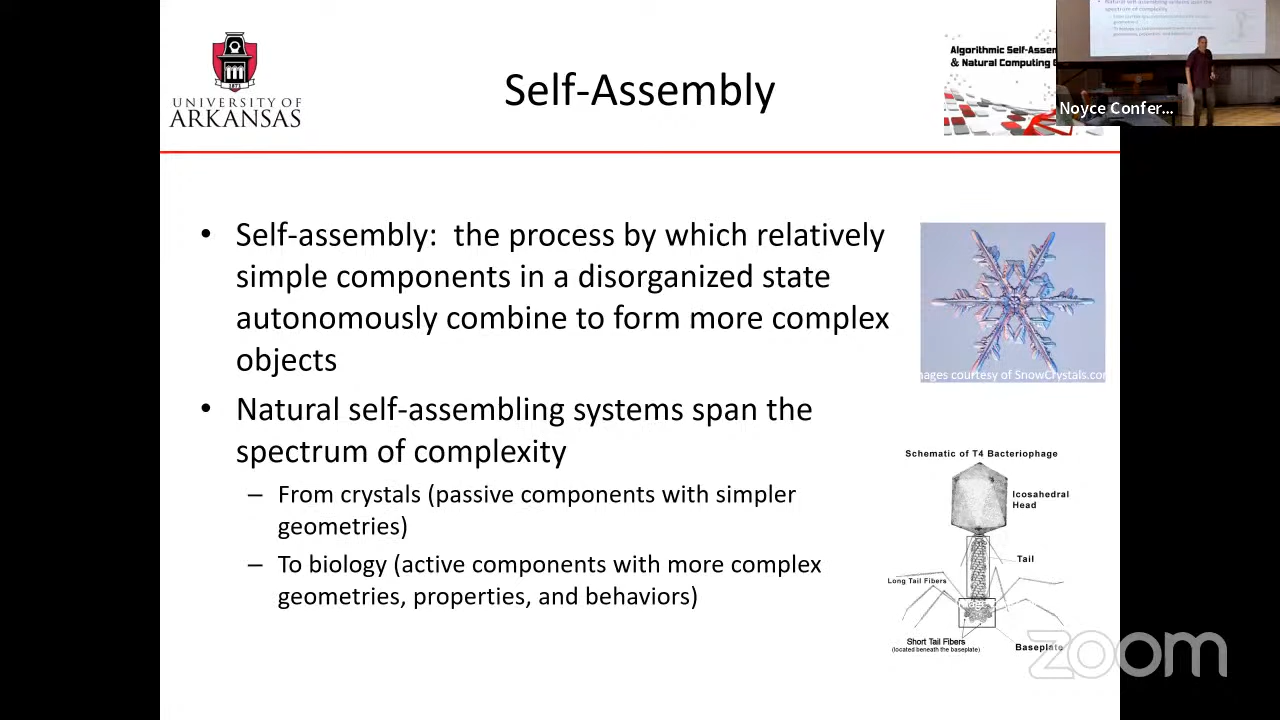 UNIVERSITY OF
ARKANSAS
1871
Self-Assembly
Algorithmic Self-Assem
& Natural Computing
Noyce Confer...
• Self-assembly: the process by which relatively
simple components in a disorganized state
autonomously combine to form more complex
objects
• Natural self-assembling systems span the
spectrum of complexity
– From crystals (passive components with simpler
geometries)
– To biology (active components with more complex
geometries, properties, and behaviors)
mages courtesy of SnowCrystals.com
Schematic of T4 Bacteriophage
Icosahedral
Head
Tail
Long Tail Fibers
Short Tail Fibers
(located beneath the baseplate)
Baseplate
zoom